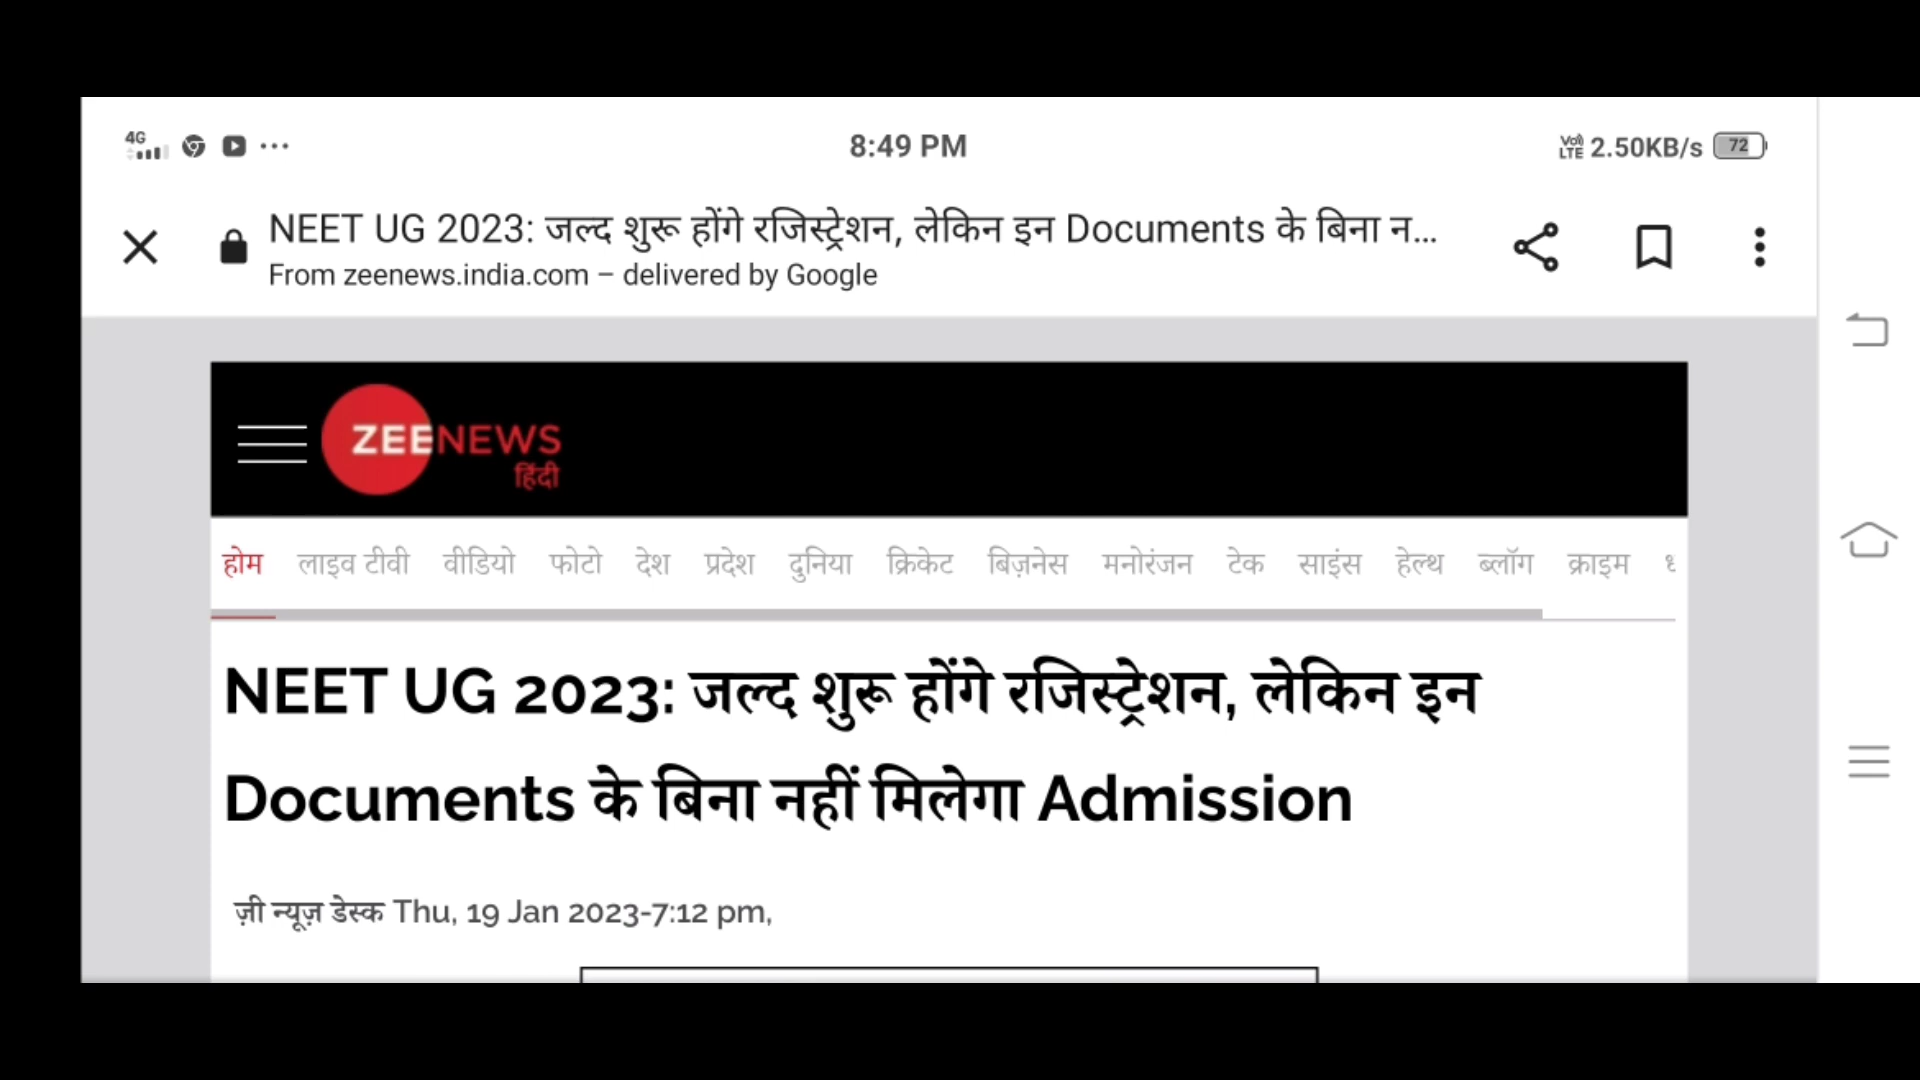 4G
8:49 PM
VoI) LTE 2.50KB/s 72
NEET UG 2023: जल्द शुरू होंगे रजिस्ट्रेशन, लेकिन इन Documents के बिना न...
From zeenews.india.com – delivered by Google
ZEENEWS
हिंदी
होम लाइव टीवी वीडियो फोटो देश प्रदेश दुनिया क्रिकेट बिज़नेस मनोरंजन टेक साइंस हेल्थ ब्लॉग क्राइम
NEET UG 2023: जल्द शुरू होंगे रजिस्ट्रेशन, लेकिन इन
Documents के बिना नहीं मिलेगा Admission
ज़ी न्यूज़ डेस्क Thu, 19 Jan 2023-7:12 pm,